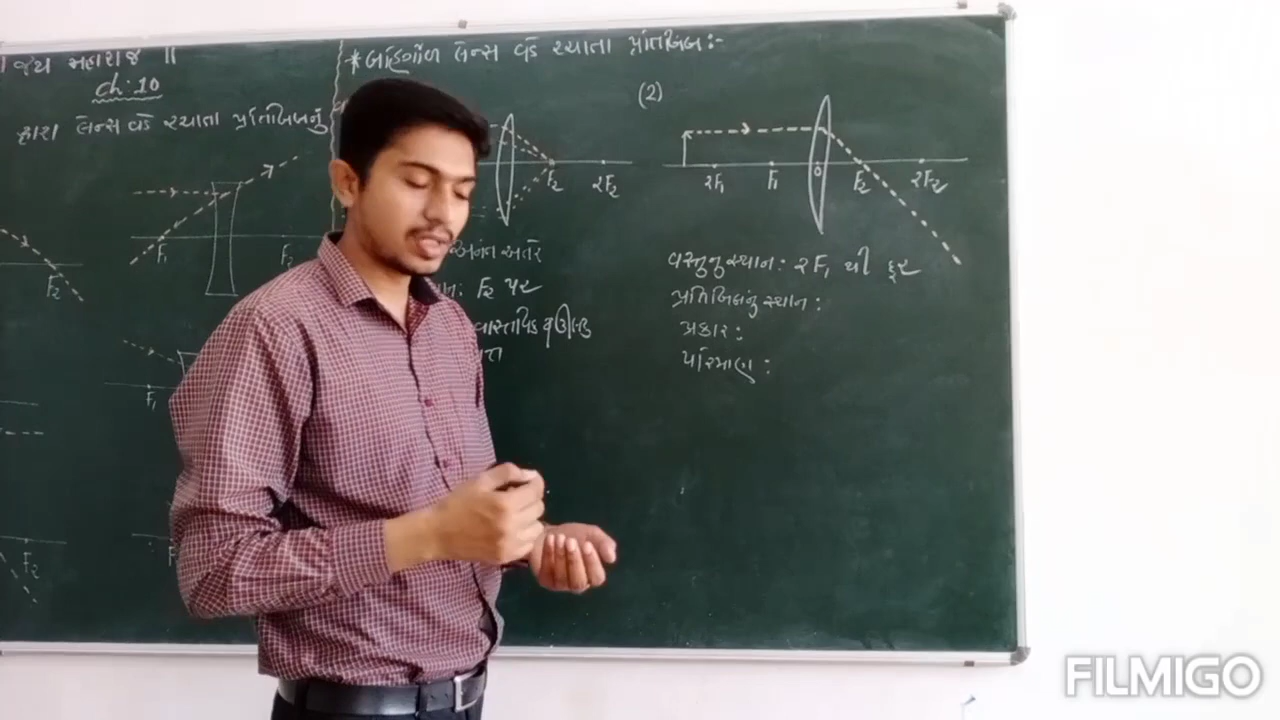 જય મહારાજ ॥
ch: 10
દ્વારા લેન્સ વડે રચાતા પ્રતિબિંબનું
F2
F1
F2
F1
F2
* બહિર્ગોળ લેન્સ વડે રચાતા પ્રતિબિંબ:-
F2 2F2
અનંત અંતરે
F2 પર
વાસ્તવિક
(2)
2F1 F1 O F2 2F2
વસ્તુનુ સ્થાન: 2F1 થી દૂર
પ્રતિબિંબનુ સ્થાન:
પ્રકાર:
પરિમાણ:
FILMIGO